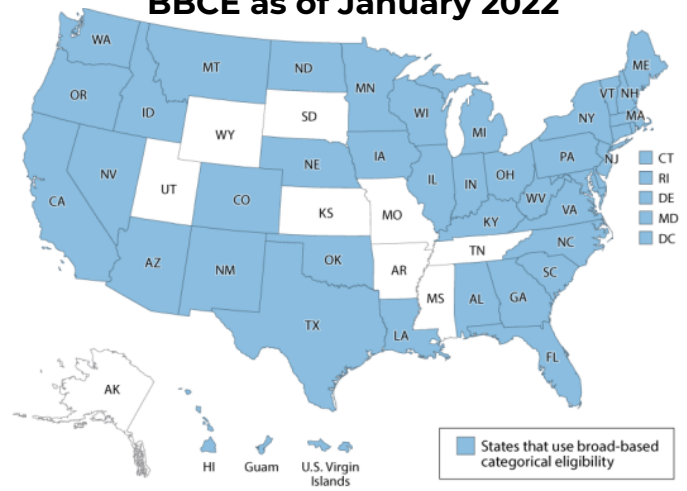 BBCE as of January 2022
WA
MT
ND
MN
ME
VT
NH
OR
ID
SD
WI
MI
NY
MA
WY
NE
IA
PA
NJ
CT
RI
DE
MD
DC
NV
UT
CO
IL
IN
OH
WV
VA
CA
KS
MO
KY
NC
AZ
NM
OK
AR
TN
SC
MS
AL
GA
TX
LA
FL
AK
HI
Guam
U.S. Virgin
Islands
States that use broad-based
categorical eligibility